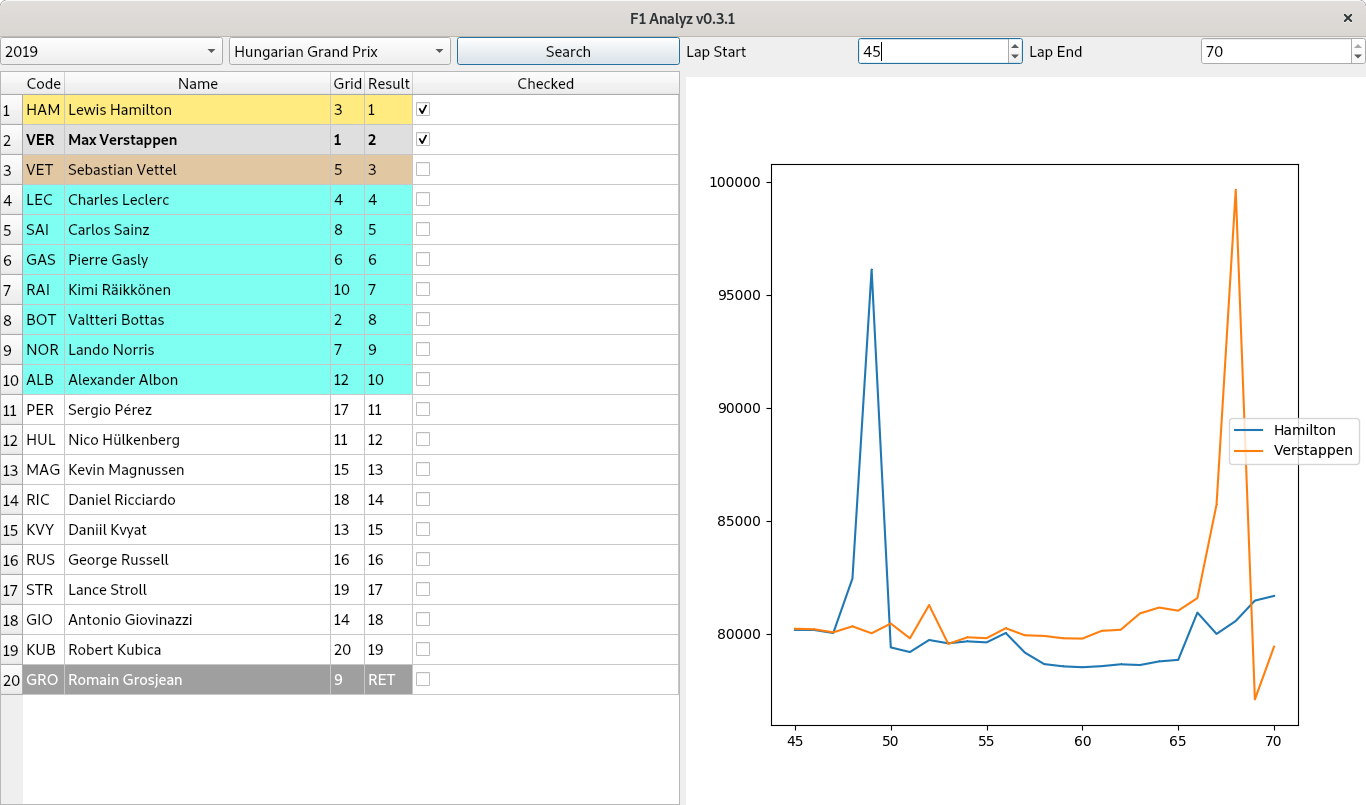 F1 Analyz v0.3.1 ×
2019 Hungarian Grand Prix Search Lap Start 45 Lap End 70
Code Name Grid Result Checked
1 HAM Lewis Hamilton 3 1
2 VER Max Verstappen 1 2
3 VET Sebastian Vettel 5 3
4 LEC Charles Leclerc 4 4
5 SAI Carlos Sainz 8 5
6 GAS Pierre Gasly 6 6
7 RAI Kimi Räikkönen 10 7
8 BOT Valtteri Bottas 2 8
9 NOR Lando Norris 7 9
10 ALB Alexander Albon 12 10
11 PER Sergio Pérez 17 11
12 HUL Nico Hülkenberg 11 12
13 MAG Kevin Magnussen 15 13
14 RIC Daniel Ricciardo 18 14
15 KVY Daniil Kvyat 13 15
16 RUS George Russell 16 16
17 STR Lance Stroll 19 17
18 GIO Antonio Giovinazzi 14 18
19 KUB Robert Kubica 20 19
20 GRO Romain Grosjean 9 RET
100000
95000
90000
85000
80000
45 50 55 60 65 70
Hamilton
Verstappen